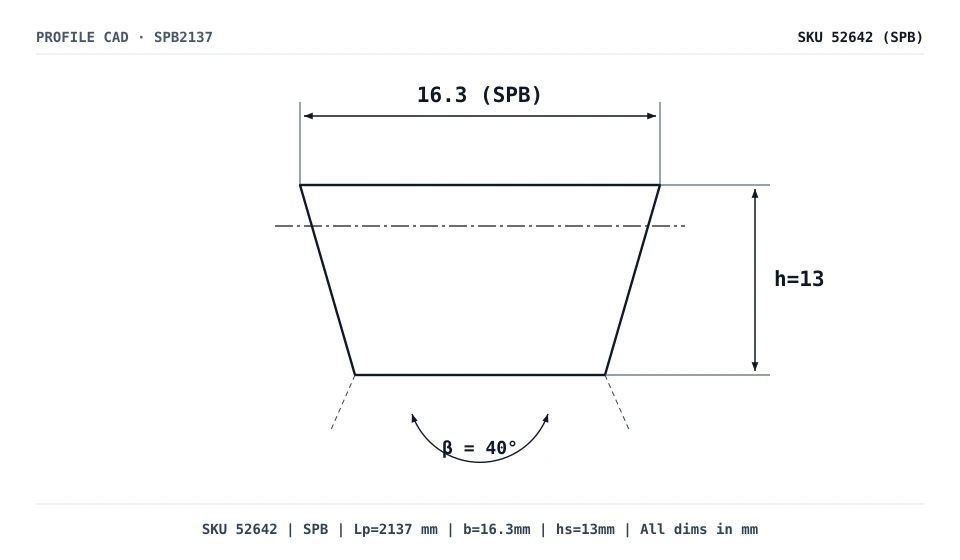 PROFILE CAD · SPB2137
SKU 52642 (SPB)
16.3 (SPB)
h=13
β = 40°
SKU 52642 | SPB | Lp=2137 mm | b=16.3mm | hs=13mm | All dims in mm